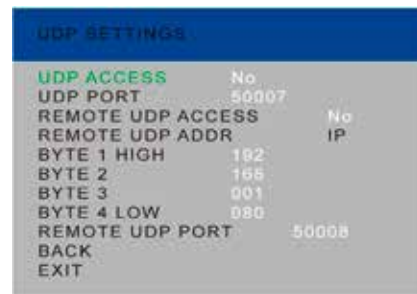 UDP SETTINGS
UDP ACCESS No
UDP PORT 50007
REMOTE UDP ACCESS No
REMOTE UDP ADDR IP
BYTE 1 HIGH 192
BYTE 2 168
BYTE 3 001
BYTE 4 LOW 080
REMOTE UDP PORT 50008
BACK
EXIT